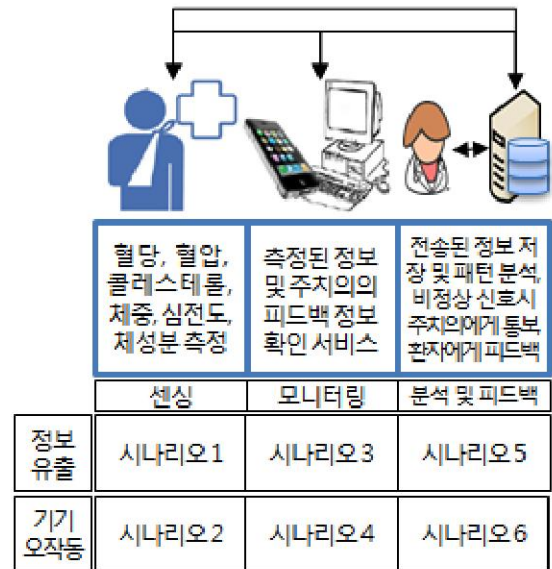 혈당, 혈압,
콜레스테롤,
체중, 심전도,
체성분 측정
측정된 정보
및 주치의의
피드백 정보
확인 서비스
전송된 정보 저
장 및 패턴 분석,
비정상 신호시
주치의에게 통보,
환자에게 피드백
센싱 모니터링 분석 및 피드백
정보
유출
시나리오1 시나리오3 시나리오5
기기
오작동
시나리오2 시나리오4 시나리오6